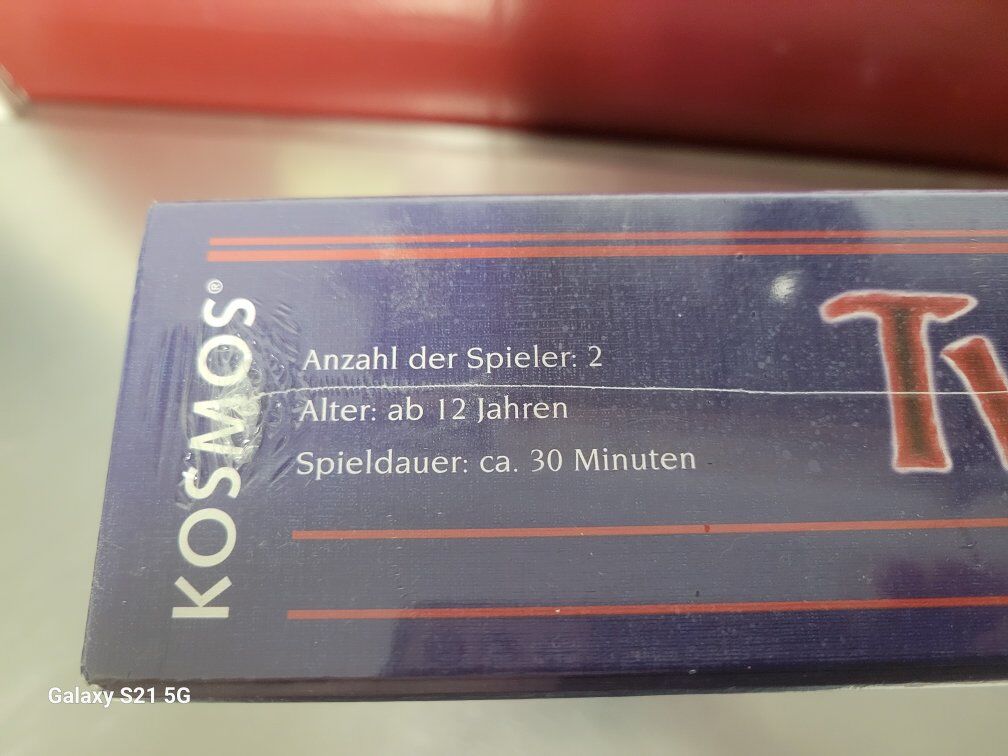 KOSMOS®
Anzahl der Spieler: 2
Alter: ab 12 Jahren
Spieldauer: ca. 30 Minuten
Galaxy S21 5G